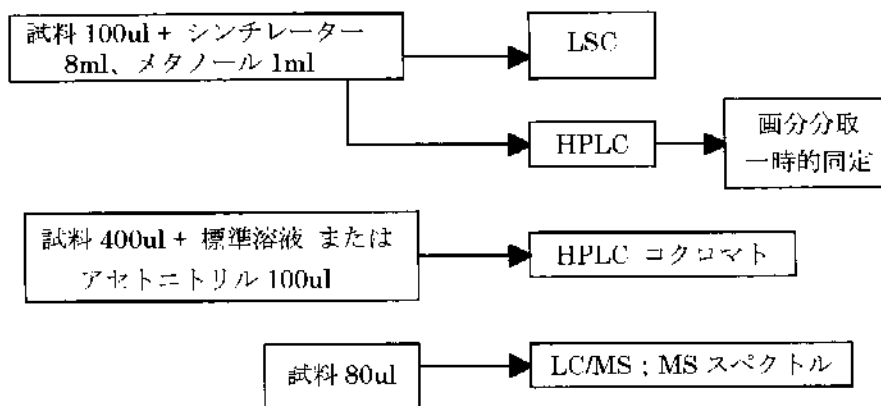 試料 100ul + シンチレーター
8ml、メタノール 1ml
LSC
HPLC
画分分取
一時的同定
試料 400ul + 標準溶液 または
アセトニトリル 100ul
HPLC コクロマト
試料 80ul
LC/MS ; MS スペクトル